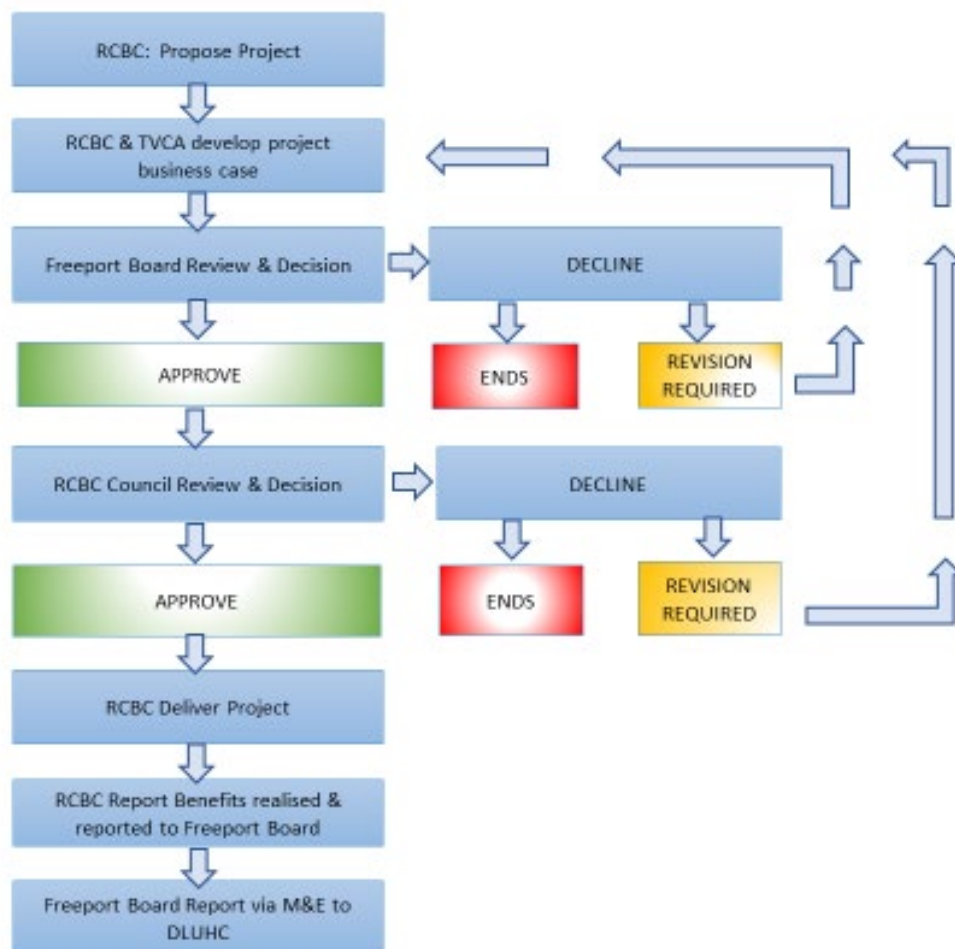 RCBC: Propose Project
RCBC & TVCA develop project
business case
Freeport Board Review & Decision
DECLINE
APPROVE
ENDS
REVISION
REQUIRED
RCBC Council Review & Decision
DECLINE
APPROVE
ENDS
REVISION
REQUIRED
RCBC Deliver Project
RCBC Report Benefits realised &
reported to Freeport Board
Freeport Board Report via M&E to
DLUHC